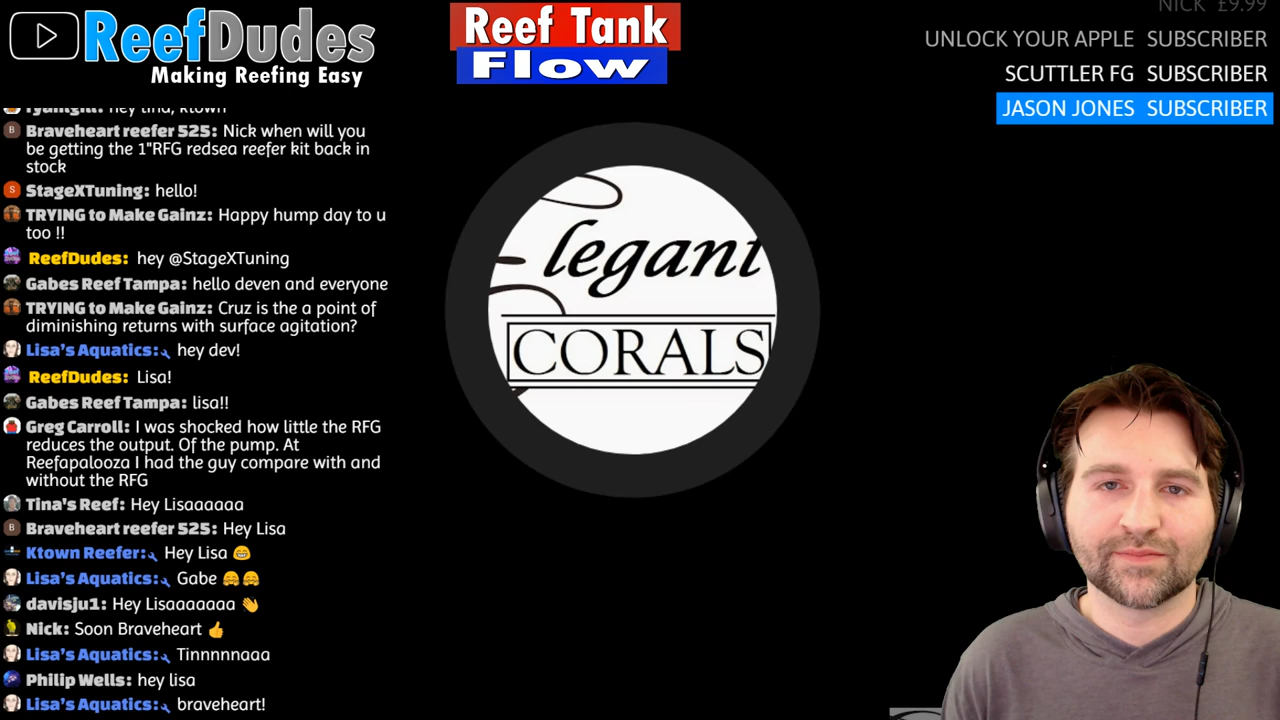 ReefDudes
Making Reefing Easy
Reef Tank
Flow
NICK £9.99
UNLOCK YOUR APPLE SUBSCRIBER
SCUTTLER FG SUBSCRIBER
JASON JONES SUBSCRIBER
hey tina, ktown
B Braveheart reefer 525: Nick when will you
be getting the 1"RFG redsea reefer kit back in
stock
S StageXTuning: hello!
TRYING to Make Gainz: Happy hump day to u
too !!
ReefDudes: hey @StageXTuning
Gabes Reef Tampa: hello deven and everyone
TRYING to Make Gainz: Cruz is the a point of
diminishing returns with surface agitation?
Lisa's Aquatics: hey dev!
ReefDudes: Lisa!
Gabes Reef Tampa: lisa!!
Greg Carroll: I was shocked how little the RFG
reduces the output. Of the pump. At
Reefapalooza I had the guy compare with and
without the RFG
Tina's Reef: Hey Lisaaaaaa
B Braveheart reefer 525: Hey Lisa
Ktown Reefer: Hey Lisa 😂
Lisa's Aquatics: Gabe 🤗🤗
davisju1: Hey Lisaaaaaaa 👋
Nick: Soon Braveheart 👍
Lisa's Aquatics: Tinnnnnaaa
Philip Wells: hey lisa
Lisa's Aquatics: braveheart!
Elegant
CORALS